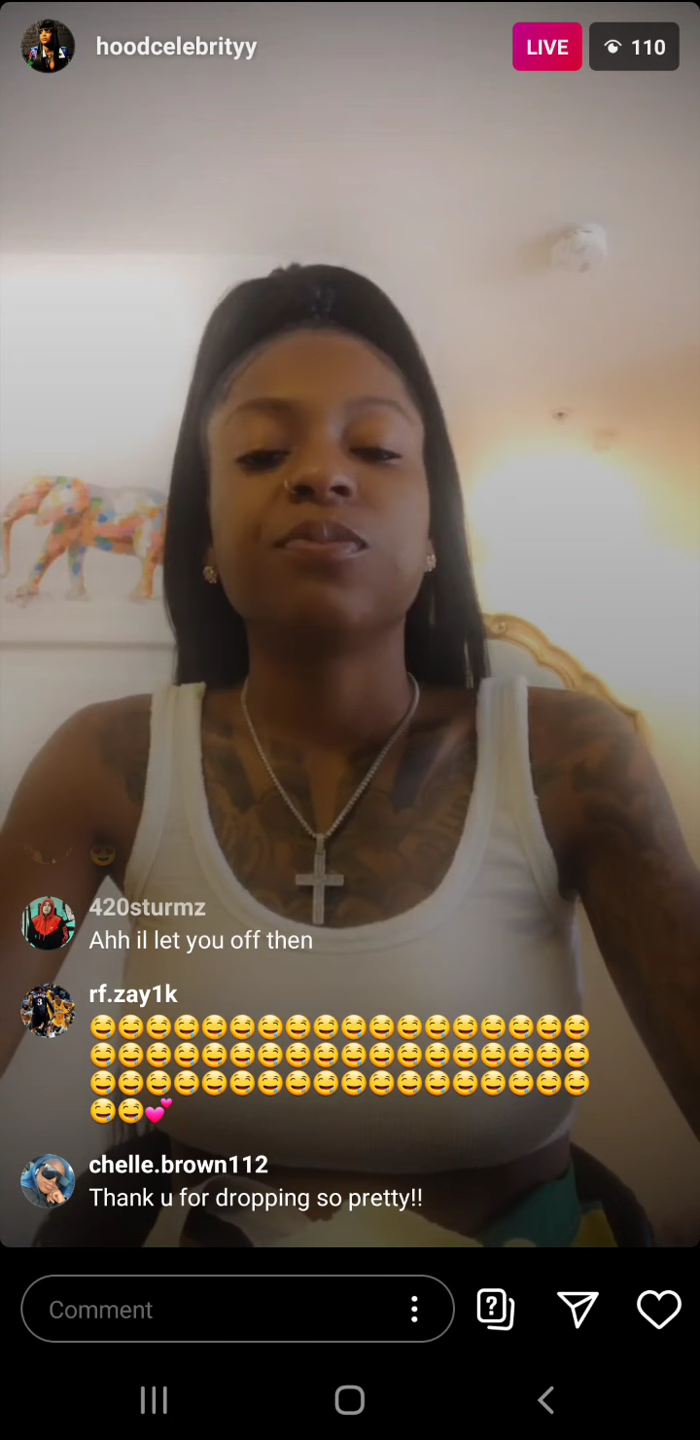 hoodcelebrityy
LIVE
110
420sturmz
Ahh il let you off then
rf.zay1k
🤤🤤🤤🤤🤤🤤🤤🤤🤤🤤🤤🤤🤤🤤🤤🤤🤤🤤
🤤🤤🤤🤤🤤🤤🤤🤤🤤🤤🤤🤤🤤🤤🤤🤤🤤🤤
🤤🤤🤤🤤🤤🤤🤤🤤🤤🤤🤤🤤🤤🤤🤤🤤🤤🤤
🤤🤤💕
chelle.brown112
Thank u for dropping so pretty!!
Comment